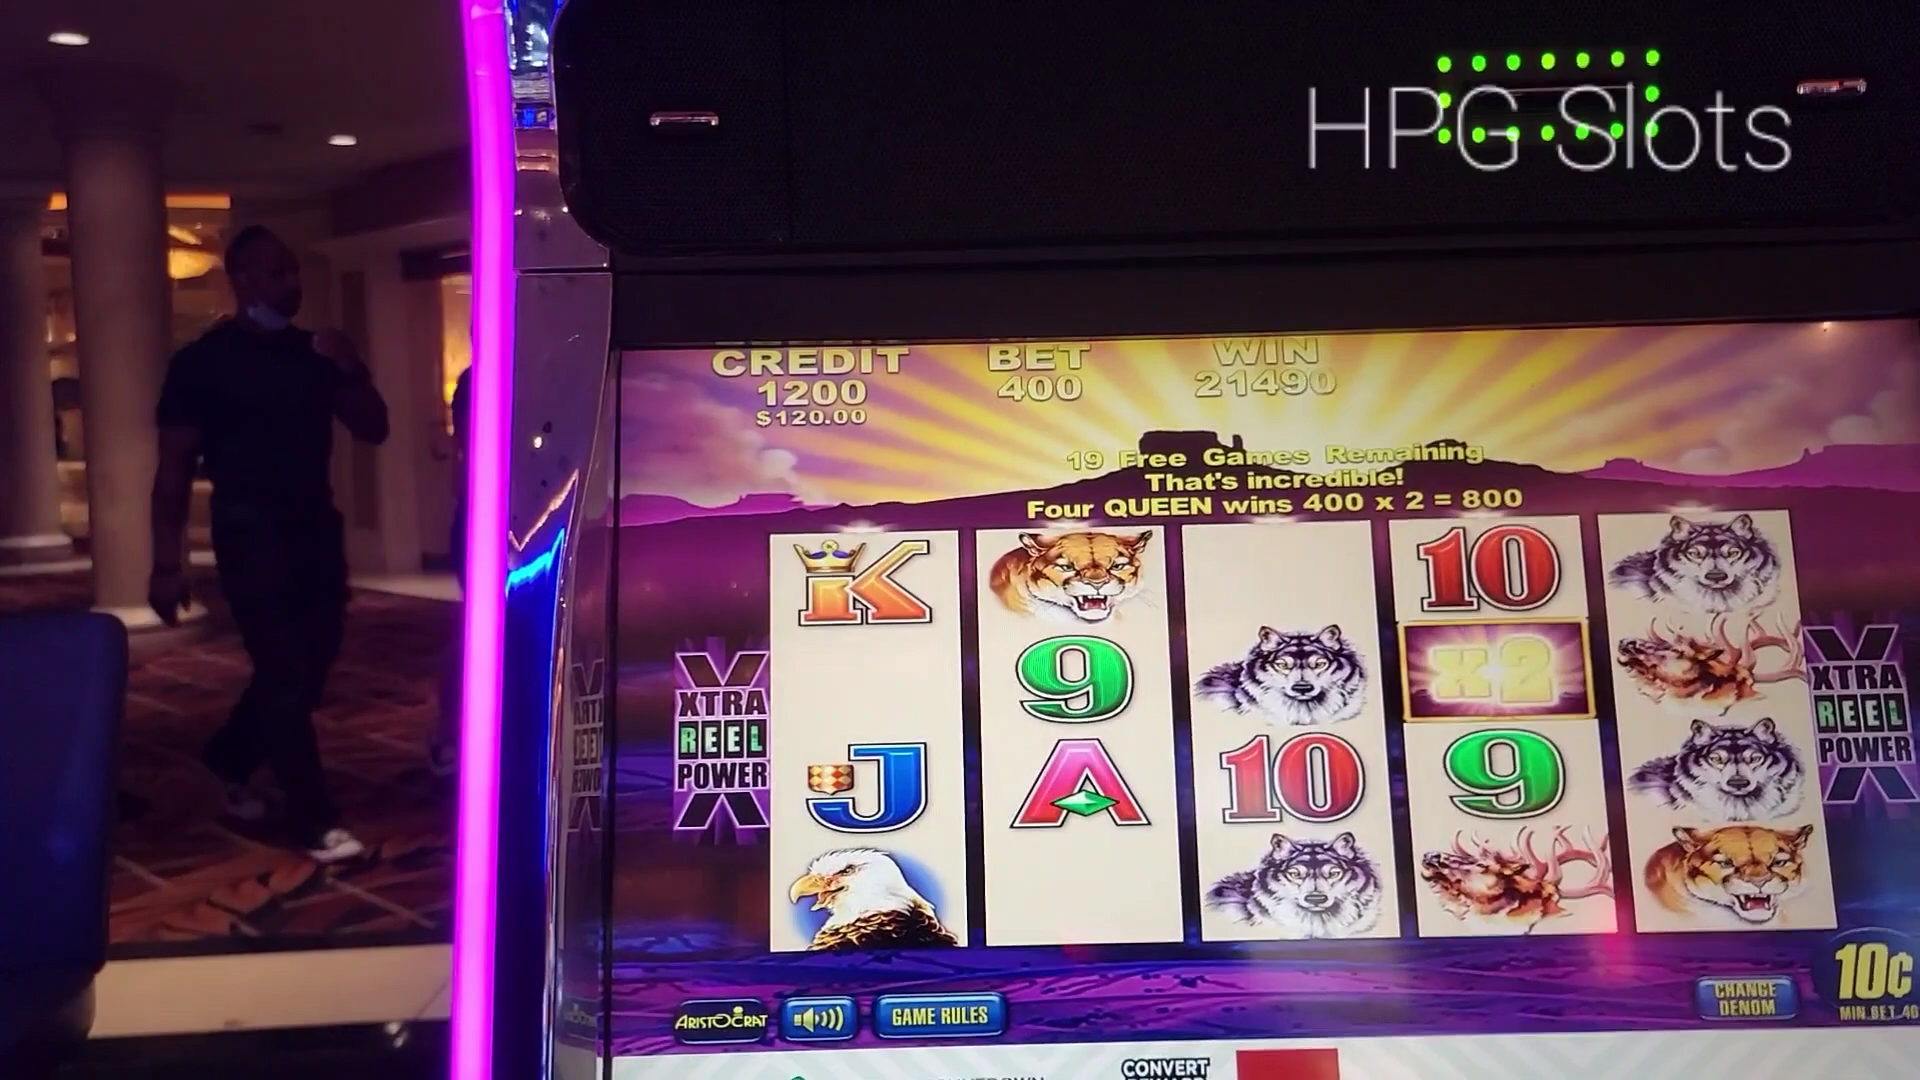 HPG Slots
CREDIT BET WIN
1200 400 21490
$120.00
19 Free Games Remaining
That's incredible!
Four QUEEN wins 400 x 2 = 800
K 10
9 x2
J A 10 9
XTRA
REEL
POWER
X
XTRA
REEL
POWER
X
ARISTOCRAT GAME RULES CHANGE
DENOM
10¢
MIN BET 40
CONVERT